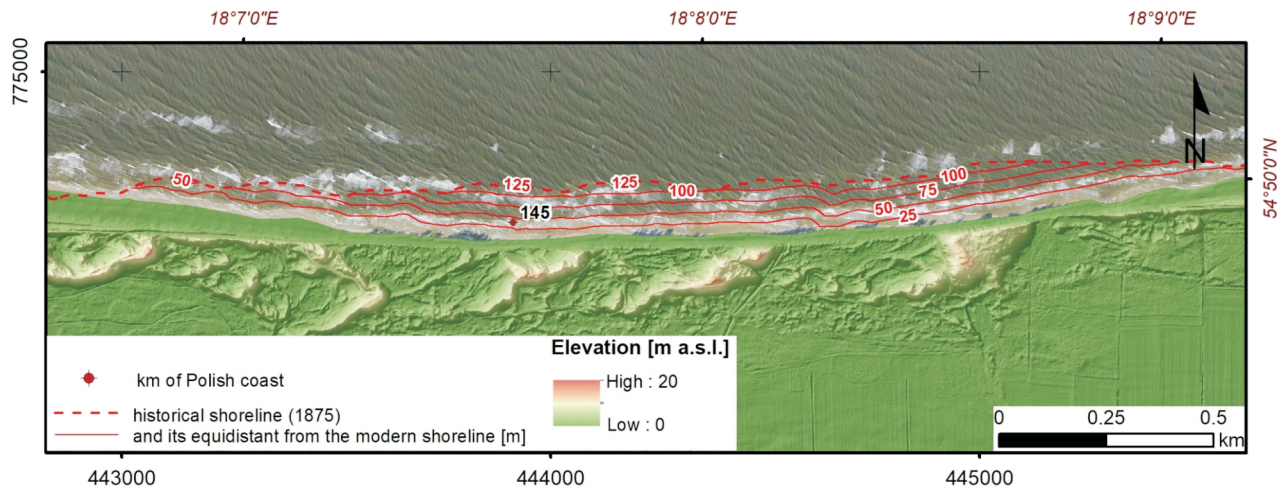 18°7'0"E
18°8'0"E
18°9'0"E
775000
N
54°50'0"N
50
125
125
100
100
75
50
25
145
Elevation [m a.s.l.]
High : 20
Low : 0
km of Polish coast
historical shoreline (1875)
and its equidistant from the modern shoreline [m]
0
0.25
0.5
km
443000
444000
445000